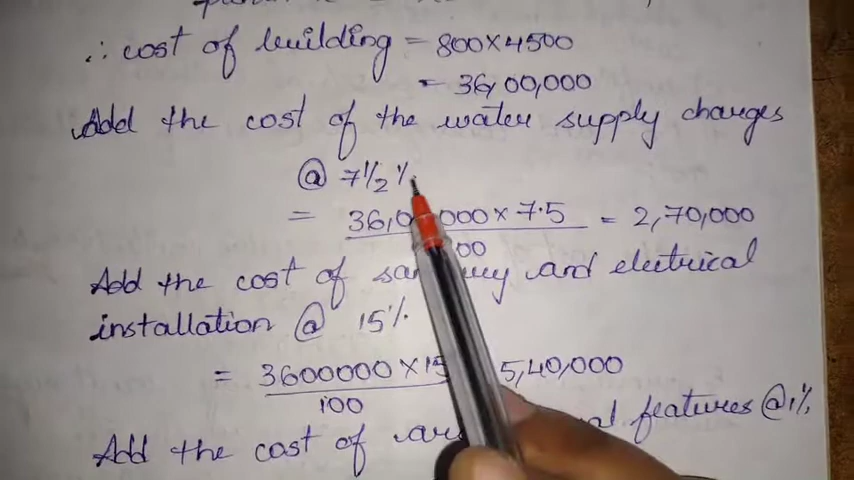 ∴ cost of building = 800×4500
= 36,00,000
Add the cost of the water supply charges
@ 7 1/2 %
= 36,0 000 × 7.5 = 2,70,000
00
Add the cost of and electrical
installation @ 15%
= 3600000 × 15 5,40,000
100
Add the cost of features @ 1%